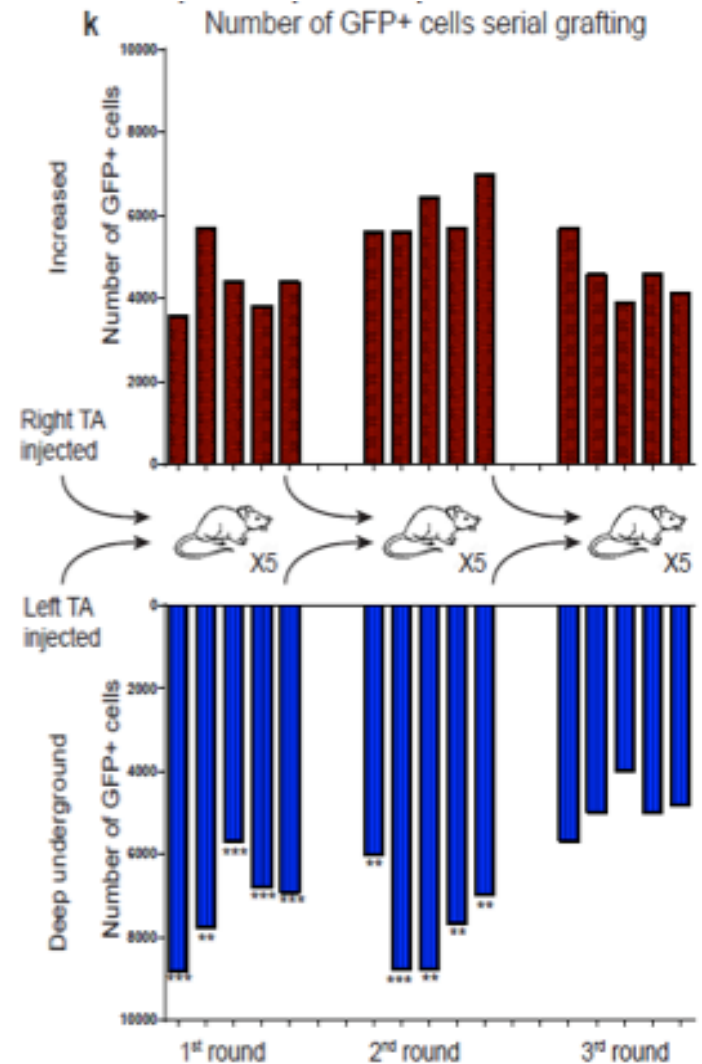 k Number of GFP+ cells serial grafting
Increased
Number of GFP+ cells
10000
8000
6000
4000
2000
0
Right TA
injected
X5 X5 X5
Left TA
injected
Deep underground
Number of GFP+ cells
0
2000
4000
6000
8000
10000
*** ** *** *** ***
** *** ** ** **
1st round 2nd round 3rd round